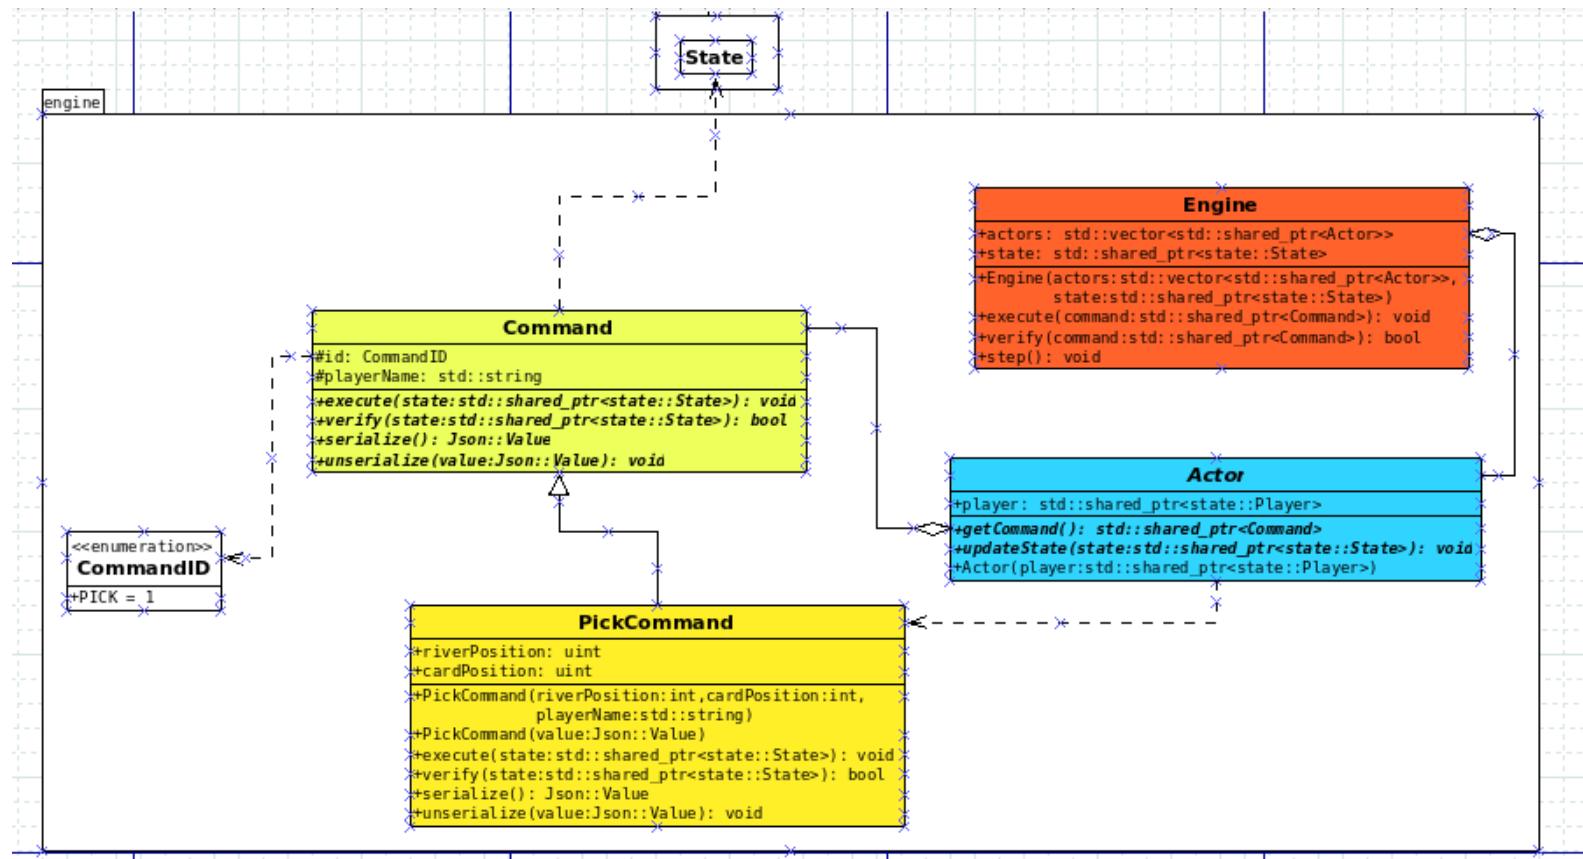 State
engine
Engine
+actors: std::vector<std::shared_ptr<Actor>>
+state: std::shared_ptr<state::State>
+Engine(actors:std::vector<std::shared_ptr<Actor>>,
state:std::shared_ptr<state::State>)
+execute(command:std::shared_ptr<Command>): void
+verify(command:std::shared_ptr<Command>): bool
+step(): void
Command
#id: CommandID
#playerName: std::string
+execute(state:std::shared_ptr<state::State>): void
+verify(state:std::shared_ptr<state::State>): bool
+serialize(): Json::Value
+unserialize(value:Json::Value): void
Actor
+player: std::shared_ptr<state::Player>
+getCommand(): std::shared_ptr<Command>
+updateState(state:std::shared_ptr<state::State>): void
+Actor(player:std::shared_ptr<state::Player>)
<<enumeration>>
CommandID
+PICK = 1
PickCommand
+riverPosition: uint
+cardPosition: uint
+PickCommand(riverPosition:int,cardPosition:int,
playerName:std::string)
+PickCommand(value:Json::Value)
+execute(state:std::shared_ptr<state::State>): void
+verify(state:std::shared_ptr<state::State>): bool
+serialize(): Json::Value
+unserialize(value:Json::Value): void